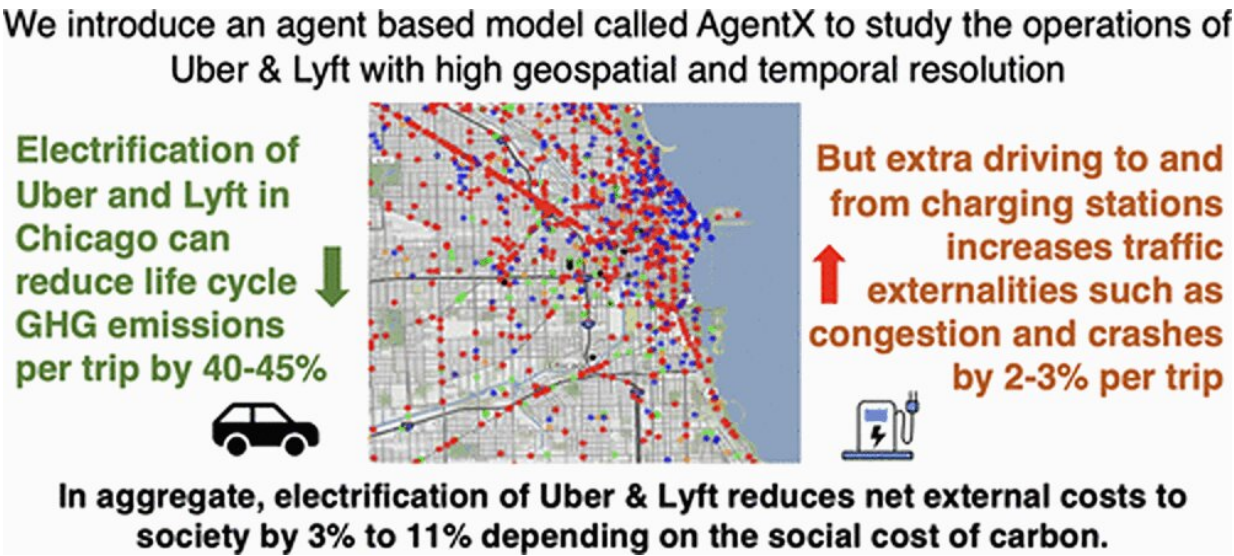 We introduce an agent based model called AgentX to study the operations of
Uber & Lyft with high geospatial and temporal resolution
Electrification of
Uber and Lyft in
Chicago can
reduce life cycle
GHG emissions
per trip by 40-45%
But extra driving to and
from charging stations
increases traffic
externalities such as
congestion and crashes
by 2-3% per trip
In aggregate, electrification of Uber & Lyft reduces net external costs to
society by 3% to 11% depending on the social cost of carbon.